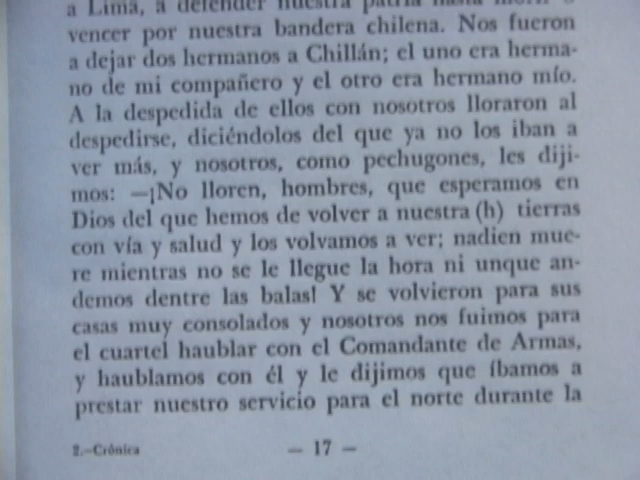 a Lima, a defender nuestra patria hasta morir o
vencer por nuestra bandera chilena. Nos fueron
a dejar dos hermanos a Chillán; el uno era herma-
no de mi compañero y el otro era hermano mío.
A la despedida de ellos con nosotros lloraron al
despedirse, diciéndolos del que ya no los iban a
ver más, y nosotros, como pechugones, les diji-
mos: —¡No lloren, hombres, que esperamos en
Dios del que hemos de volver a nuestra (h) tierras
con vía y salud y los volvamos a ver; nadien mue-
re mientras no se le llegue la hora ni unque an-
demos dentre las balas! Y se volvieron para sus
casas muy consolados y nosotros nos fuimos para
el cuartel haublar con el Comandante de Armas,
y haublamos con él y le dijimos que íbamos a
prestar nuestro servicio para el norte durante la
2.—Crónica
— 17 —